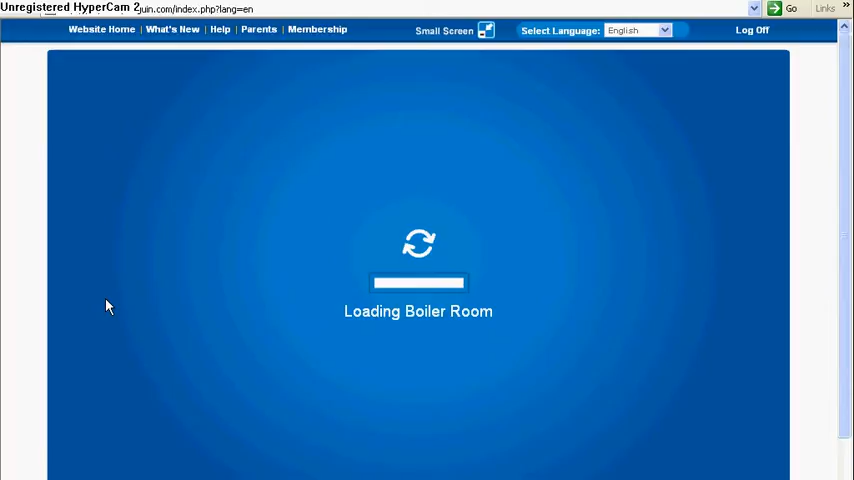 Unregistered HyperCam 2
guin.com/index.php?lang=en
Go
Links
»
Website Home | What's New | Help | Parents | Membership
Small Screen
Select Language: English
Log Off
Loading Boiler Room